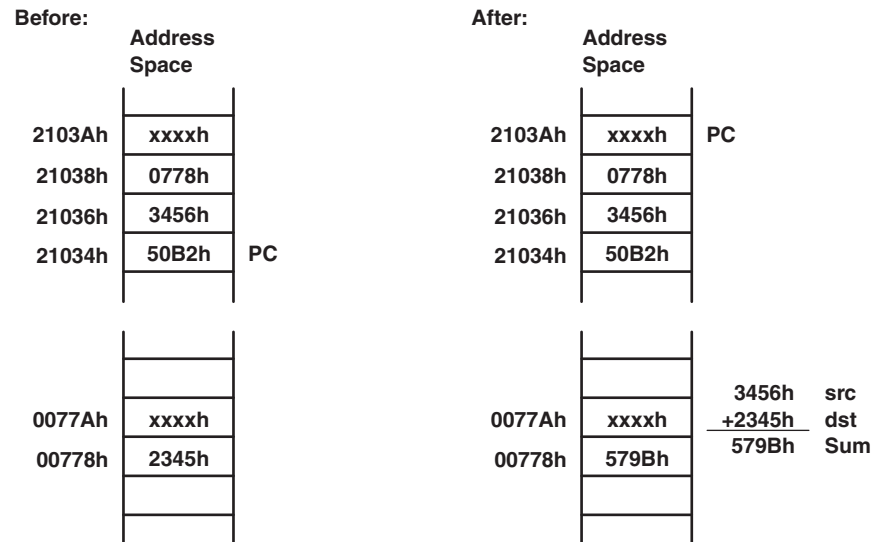 Before:
Address
Space
2103Ah xxxxh
21038h 0778h
21036h 3456h
21034h 50B2h PC
0077Ah xxxxh
00778h 2345h
After:
Address
Space
2103Ah xxxxh PC
21038h 0778h
21036h 3456h
21034h 50B2h
0077Ah xxxxh
00778h 579Bh
3456h src
+2345h dst
579Bh Sum